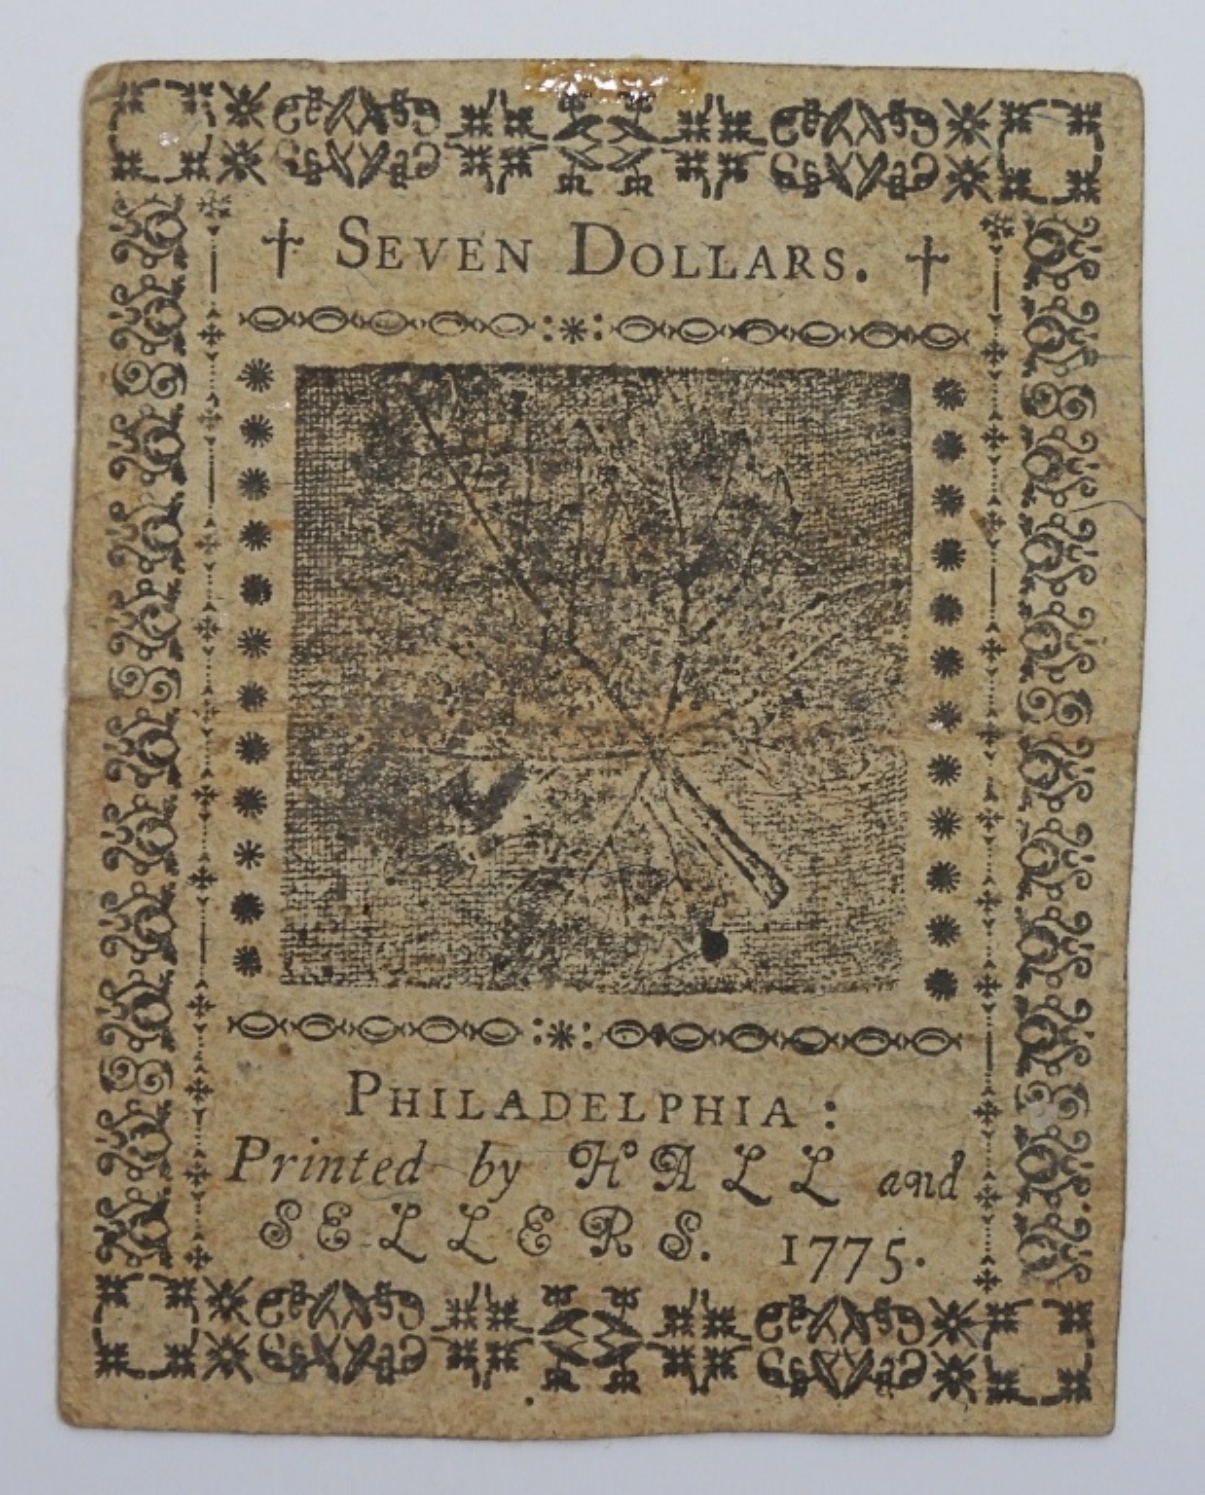 † SEVEN DOLLARS. †
PHILADELPHIA:
Printed by HALL and
SELLERS. 1775.